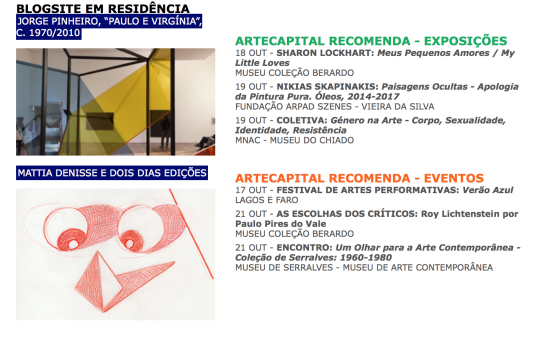 BLOGSITE EM RESIDÊNCIA
JORGE PINHEIRO, “PAULO E VIRGÍNIA”,
C. 1970/2010
MATTIA DENISSE E DOIS DIAS EDIÇÕES
ARTECAPITAL RECOMENDA - EXPOSIÇÕES
18 OUT - SHARON LOCKHART: Meus Pequenos Amores / My
Little Loves
MUSEU COLEÇÃO BERARDO
19 OUT - NIKIAS SKAPINAKIS: Paisagens Ocultas - Apologia
da Pintura Pura. Óleos, 2014-2017
FUNDAÇÃO ARPAD SZENES - VIEIRA DA SILVA
19 OUT - COLETIVA: Género na Arte - Corpo, Sexualidade,
Identidade, Resistência
MNAC - MUSEU DO CHIADO
ARTECAPITAL RECOMENDA - EVENTOS
17 OUT - FESTIVAL DE ARTES PERFORMATIVAS: Verão Azul
LAGOS E FARO
21 OUT - AS ESCOLHAS DOS CRÍTICOS: Roy Lichtenstein por
Paulo Pires do Vale
MUSEU COLEÇÃO BERARDO
21 OUT - ENCONTRO: Um Olhar para a Arte Contemporânea -
Coleção de Serralves: 1960-1980
MUSEU DE SERRALVES - MUSEU DE ARTE CONTEMPORÂNEA